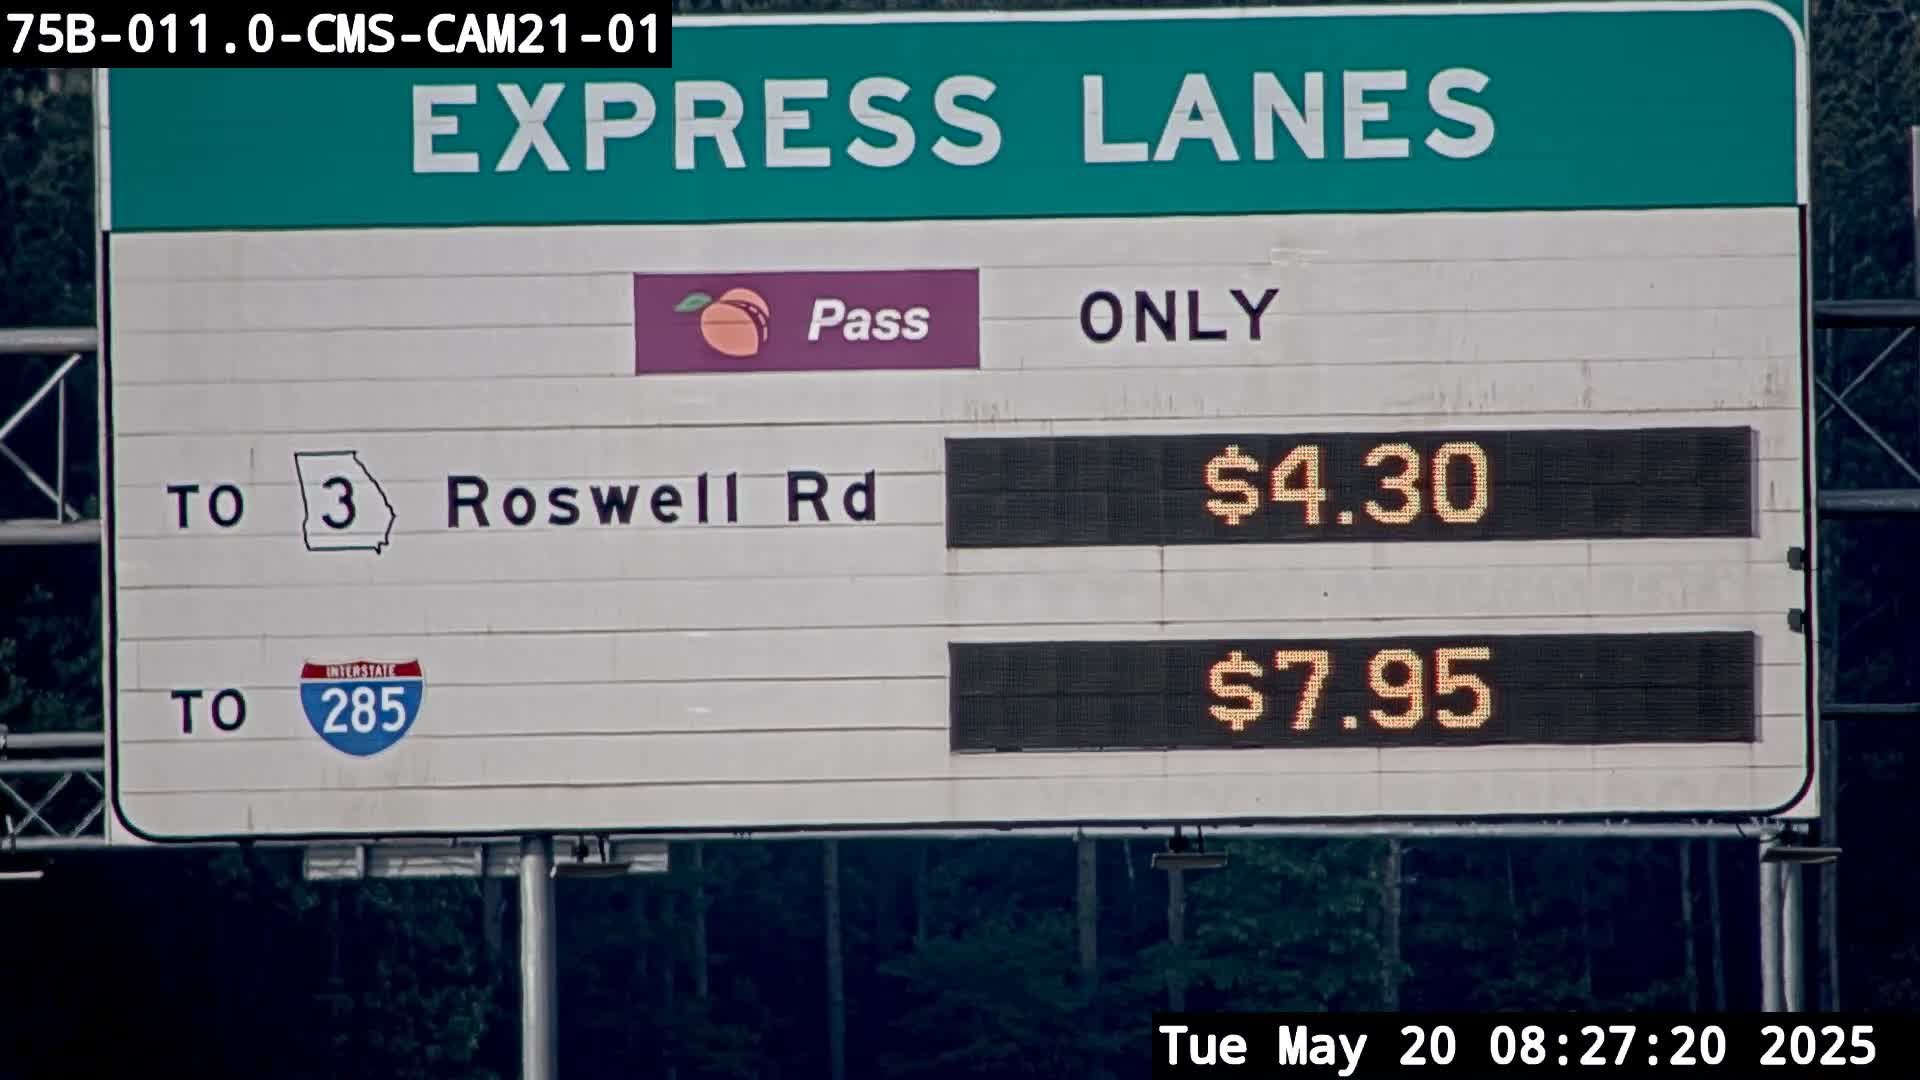 75B-011.0-CMS-CAM21-01
EXPRESS LANES
Pass ONLY
TO 3 Roswell Rd $4.30
TO INTERSTATE 285 $7.95
Tue May 20 08:27:20 2025